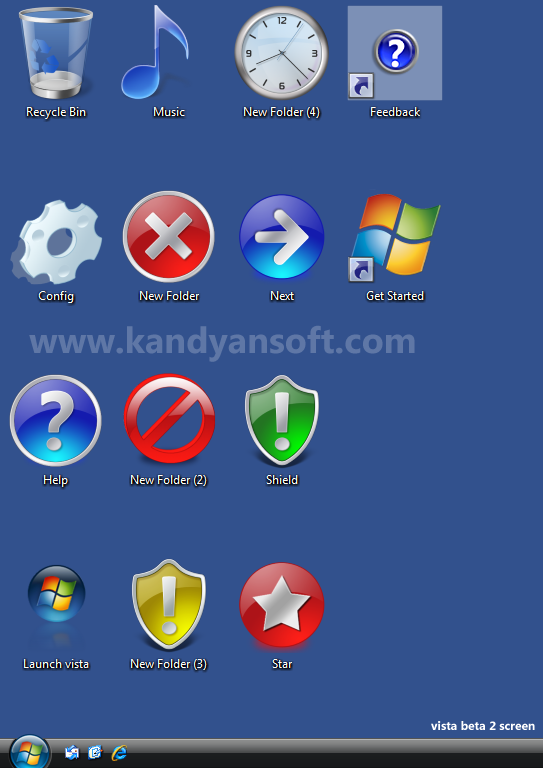 Recycle Bin
Music
New Folder (4)
Feedback
Config
New Folder
Next
Get Started
www.kandyansoft.com
Help
New Folder (2)
Shield
Launch vista
New Folder (3)
Star
vista beta 2 screen